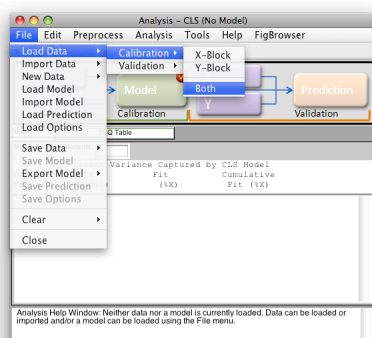 Analysis - CLS (No Model)
File Edit Preprocess Analysis Tools Help FigBrowser
Load Data
Import Data
New Data
Load Model
Import Model
Load Prediction
Load Options
Save Data
Save Model
Export Model
Save Prediction
Save Options
Clear
Close
Calibration
Validation
X-Block
Y-Block
Both
Model
Y
Prediction
Calibration
Validation
Q Table
Variance Captured by CLS Model
Fit Cumulative
(%X) Fit (%X)
Analysis Help Window: Neither data nor a model is currently loaded. Data can be loaded or
imported and/or a model can be loaded using the File menu.